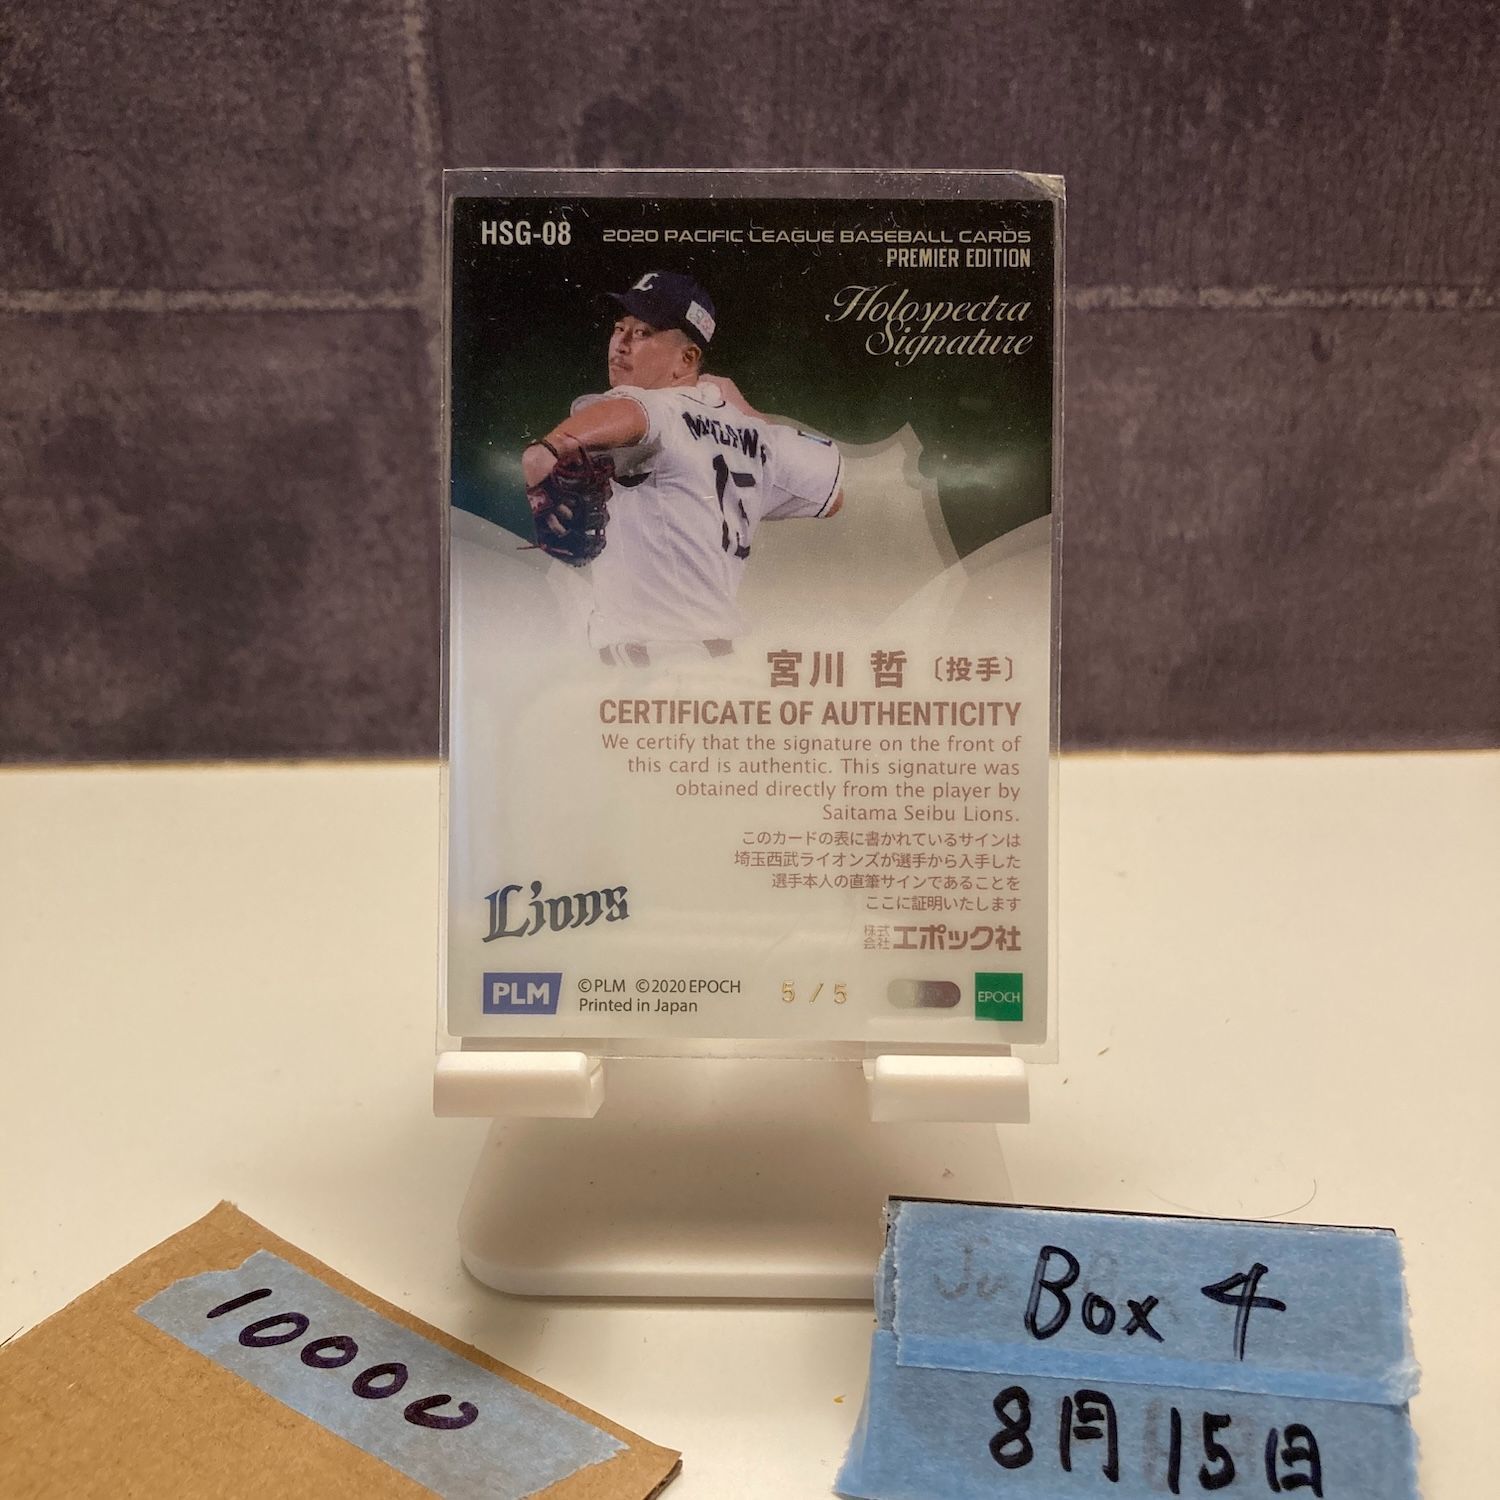 HSG-08 2020 PACIFIC LEAGUE BASEBALL CARDS
PREMIER EDITION
Holospectra
Signature
L
15
宮川 哲 〔投手〕
CERTIFICATE OF AUTHENTICITY
We certify that the signature on the front of
this card is authentic. This signature was
obtained directly from the player by
Saitama Seibu Lions.
このカードの表に書かれているサインは
埼玉西武ライオンズが選手から入手した
選手本人の直筆サインであることを
ここに証明いたします
株式会社エポック社
Lions
PLM ©PLM ©2020 EPOCH 5/5 EPOCH
Printed in Japan
10000
Box 4
8月15日